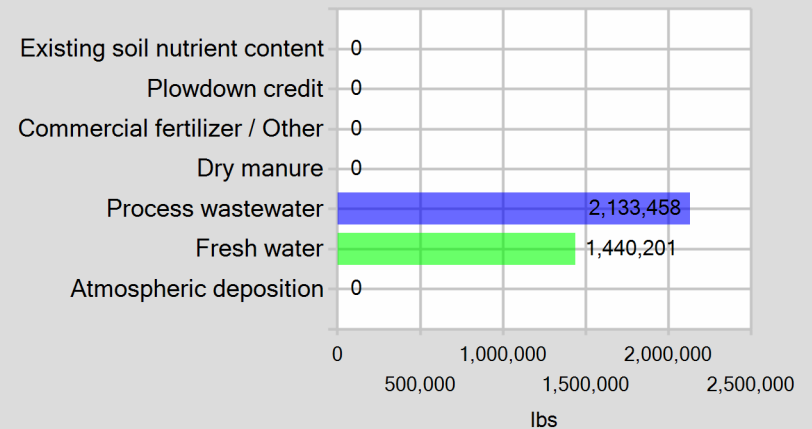 Existing soil nutrient content 0
Plowdown credit 0
Commercial fertilizer / Other 0
Dry manure 0
Process wastewater 2,133,458
Fresh water 1,440,201
Atmospheric deposition 0
0 1,000,000 2,000,000
500,000 1,500,000 2,500,000
lbs